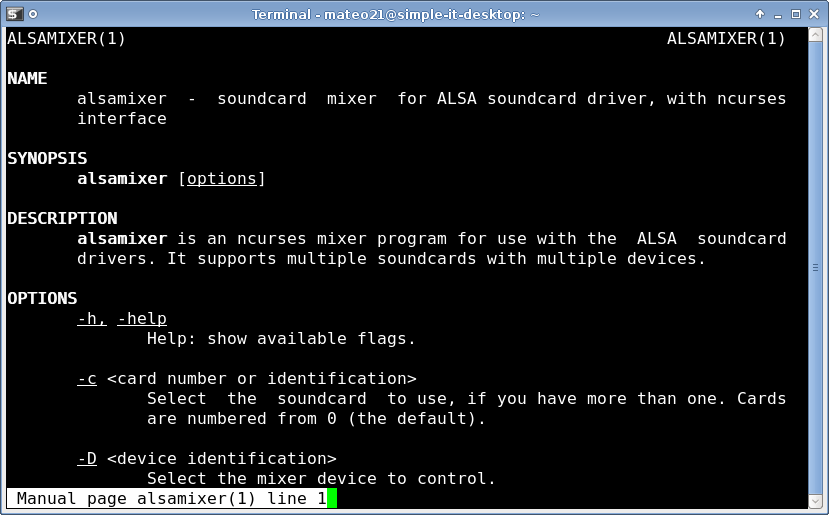 Terminal - mateo21@simple-it-desktop: ~
ALSAMIXER(1) ALSAMIXER(1)
NAME
alsamixer - soundcard mixer for ALSA soundcard driver, with ncurses
interface
SYNOPSIS
alsamixer [options]
DESCRIPTION
alsamixer is an ncurses mixer program for use with the ALSA soundcard
drivers. It supports multiple soundcards with multiple devices.
OPTIONS
-h, -help
Help: show available flags.
-c <card number or identification>
Select the soundcard to use, if you have more than one. Cards
are numbered from 0 (the default).
-D <device identification>
Select the mixer device to control.
Manual page alsamixer(1) line 1